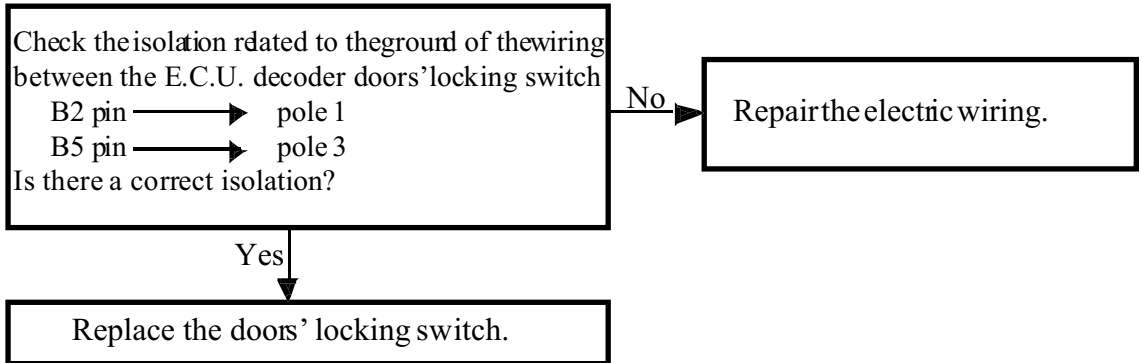 Check the isolation related to the ground of the wiring
between the E.C.U. decoder doors' locking switch
B2 pin pole 1
B5 pin pole 3
Is there a correct isolation?
No
Repair the electric wiring.
Yes
Replace the doors' locking switch.